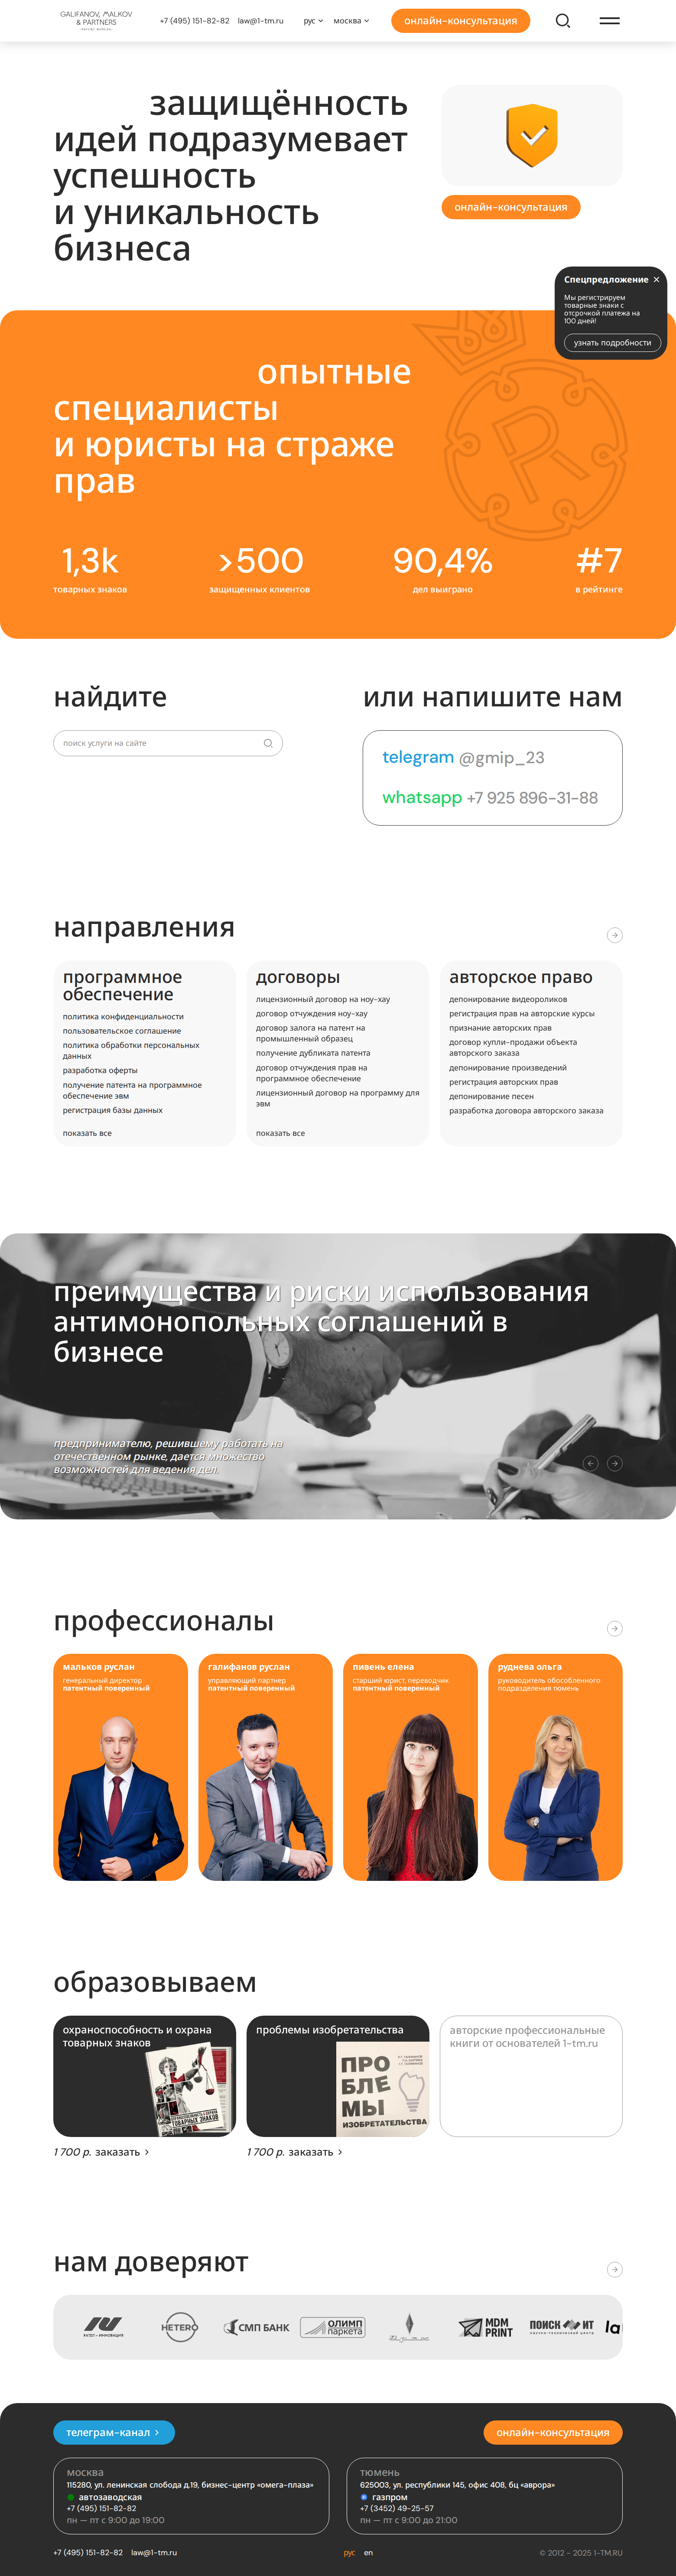 GALIFANOV, MALKOV
& PARTNERS
+7 (495) 151-82-82 law@1-tm.ru рус москва онлайн-консультация
защищённость
идей подразумевает
успешность
и уникальность
бизнеса
онлайн-консультация
Спецпредложение
Мы регистрируем
товарные знаки с
отсрочкой платежа на
100 дней!
узнать подробности
опытные
специалисты
и юристы на страже
прав
R
1,3k >500 90,4% #7
товарных знаков защищенных клиентов дел выиграно в рейтинге
найдите
поиск услуги на сайте
или напишите нам
telegram @gmip_23
whatsapp +7 925 896-31-88
направления
программное
обеспечение
политика конфиденциальности
пользовательское соглашение
политика обработки персональных
данных
разработка оферты
получение патента на программное
обеспечение эвм
регистрация базы данных
показать все
договоры
лицензионный договор на ноу-хау
договор отчуждения ноу-хау
договор залога на патент на
промышленный образец
получение дубликата патента
договор отчуждения прав на
программное обеспечение
лицензионный договор на программу для
эвм
показать все
авторское право
депонирование видеороликов
регистрация прав на авторские курсы
признание авторских прав
договор купли-продажи объекта
авторского заказа
депонирование произведений
регистрация авторских прав
депонирование песен
разработка договора авторского заказа
преимущества и риски использования
антимонопольных соглашений в
бизнесе
предпринимателю, решившему работать на
отечественном рынке, дается множество
возможностей для ведения дел.
профессионалы
мальков руслан
генеральный директор
патентный поверенный
галифанов руслан
управляющий партнер
патентный поверенный
пивень елена
старший юрист, переводчик
патентный поверенный
руднева ольга
руководитель обособленного
подразделения тюмень
образовываем
охраноспособность и охрана
товарных знаков
1 700 р. заказать
проблемы изобретательства
ПРО
БЛЕ
МЫ
ИЗОБРЕТАТЕЛЬСТВА
1 700 р. заказать
авторские профессиональные
книги от основателей 1-tm.ru
нам доверяют
HETERO
СМП БАНК
ОЛИМП
паркета
MDM
PRINT
ПОИСК ИТ
la
телеграм-канал
онлайн-консультация
москва
115280, ул. ленинская слобода д.19, бизнес-центр «омега-плаза»
автозаводская
+7 (495) 151-82-82
пн — пт с 9:00 до 19:00
тюмень
625003, ул. республики 145, офис 408, бц «аврора»
газпром
+7 (3452) 49-25-57
пн — пт с 9:00 до 21:00
+7 (495) 151-82-82 law@1-tm.ru рус en © 2012 - 2025 1-TM.RU